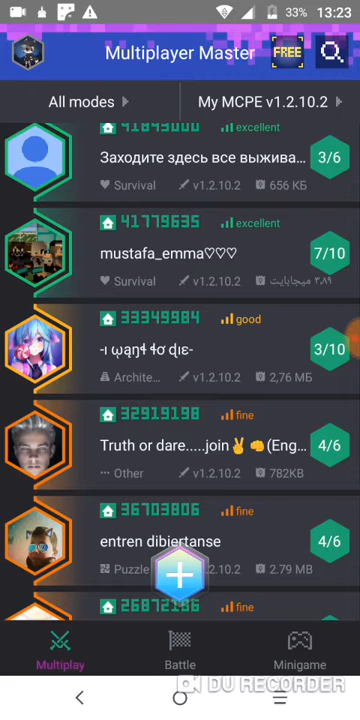 33% 13:23
Multiplayer Master FREE
All modes My MCPE v1.2.10.2
41843000 excellent
Заходите здесь все выжива... 3/6
Survival v1.2.10.2 656 КБ
41779635 excellent
mustafa_emma♡♡♡ 7/10
Survival v1.2.10.2 ٣٫٨٩ ميجابايت
33349984 good
-ı ῳąŋɬ ɬơ ɖıɛ- 3/10
Archite... v1.2.10.2 2,76 МБ
32919198 fine
Truth or dare.....join✌👊(Eng... 4/6
Other v1.2.10.2 782KB
36703806 fine
entren dibiertanse 4/6
Puzzle 2.10.2 2.79 MB
26872196 fine
Multiplay Battle Minigame
DU RECORDER